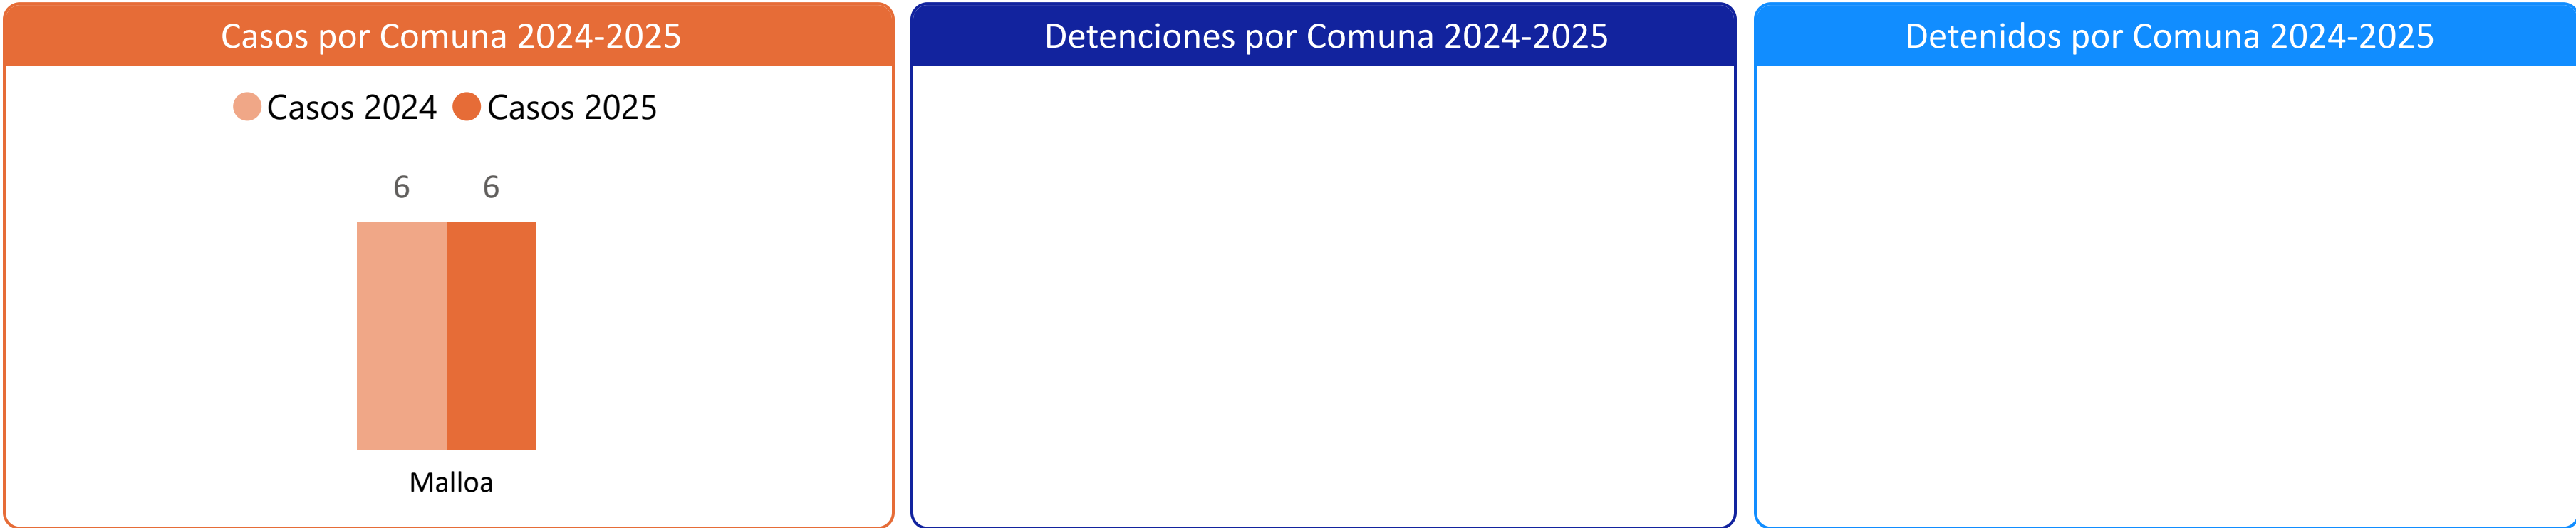 Casos por Comuna 2024-2025
Casos 2024 Casos 2025
6 6
Malloa
Detenciones por Comuna 2024-2025
Detenidos por Comuna 2024-2025